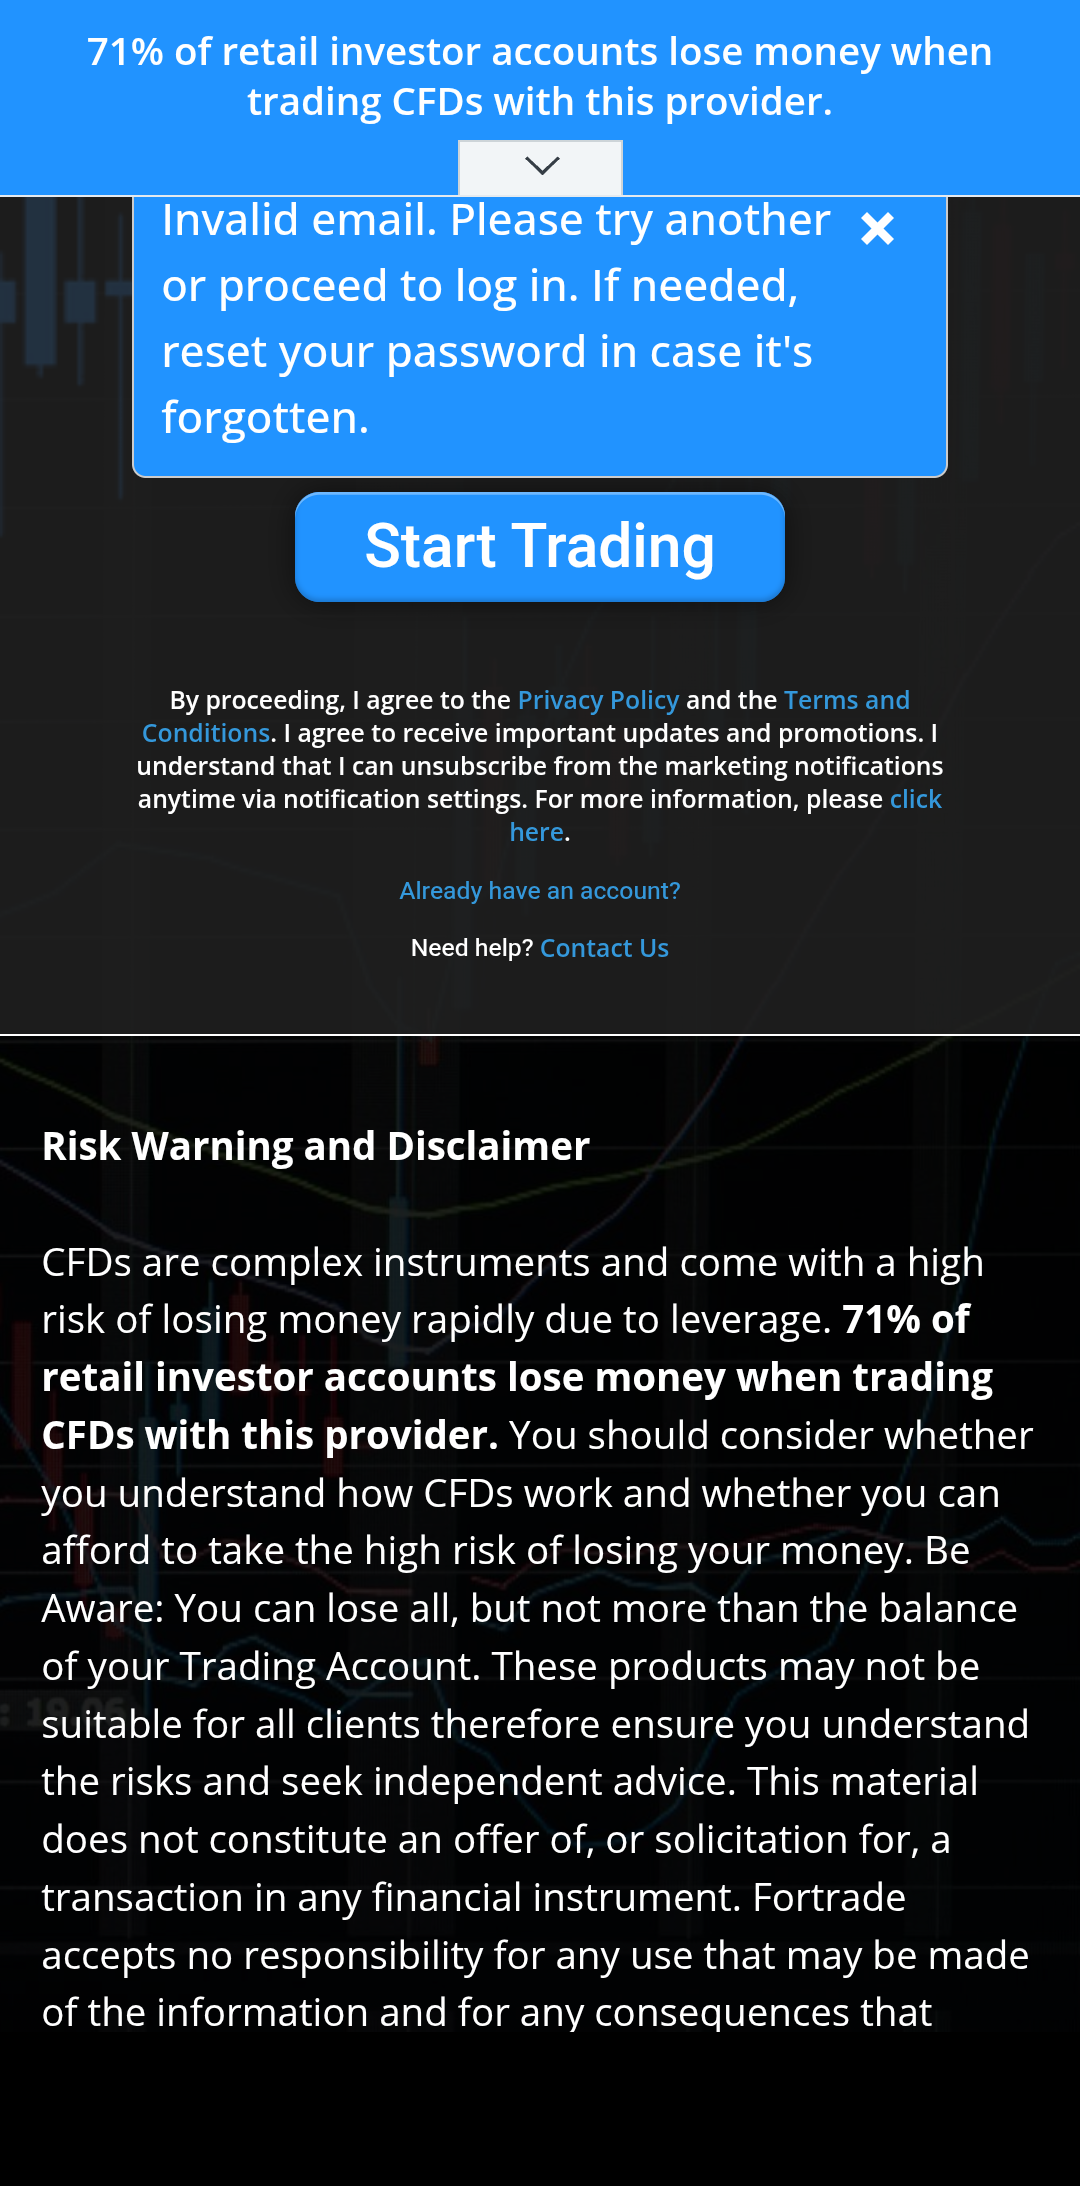 71% of retail investor accounts lose money when
trading CFDs with this provider.
Invalid email. Please try another
or proceed to log in. If needed,
reset your password in case it's
forgotten.
Start Trading
By proceeding, I agree to the Privacy Policy and the Terms and
Conditions. I agree to receive important updates and promotions. I
understand that I can unsubscribe from the marketing notifications
anytime via notification settings. For more information, please click
here.
Already have an account?
Need help? Contact Us
Risk Warning and Disclaimer
CFDs are complex instruments and come with a high
risk of losing money rapidly due to leverage. 71% of
retail investor accounts lose money when trading
CFDs with this provider. You should consider whether
you understand how CFDs work and whether you can
afford to take the high risk of losing your money. Be
Aware: You can lose all, but not more than the balance
of your Trading Account. These products may not be
suitable for all clients therefore ensure you understand
the risks and seek independent advice. This material
does not constitute an offer of, or solicitation for, a
transaction in any financial instrument. Fortrade
accepts no responsibility for any use that may be made
of the information and for any consequences that